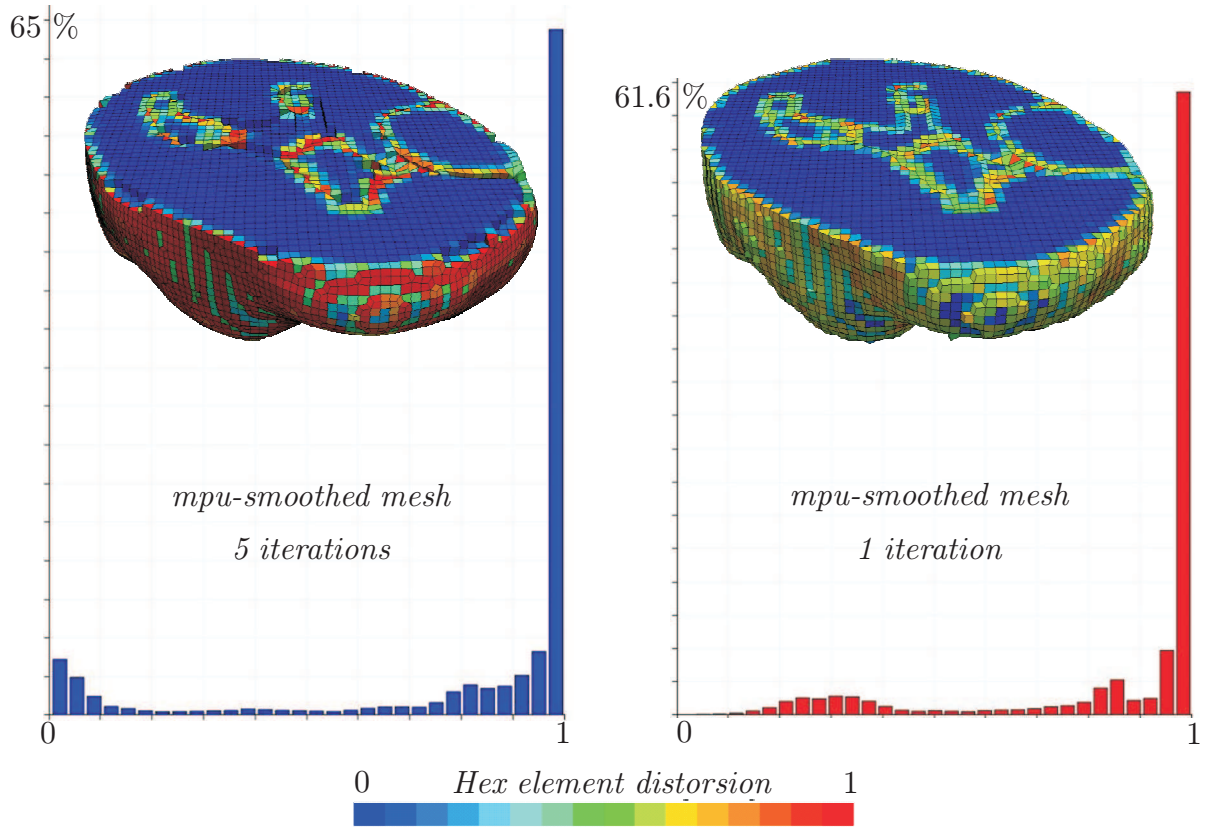 65 %
61.6 %
mpu-smoothed mesh
5 iterations
mpu-smoothed mesh
1 iteration
0
1
0
1
0 Hex element distorsion 1